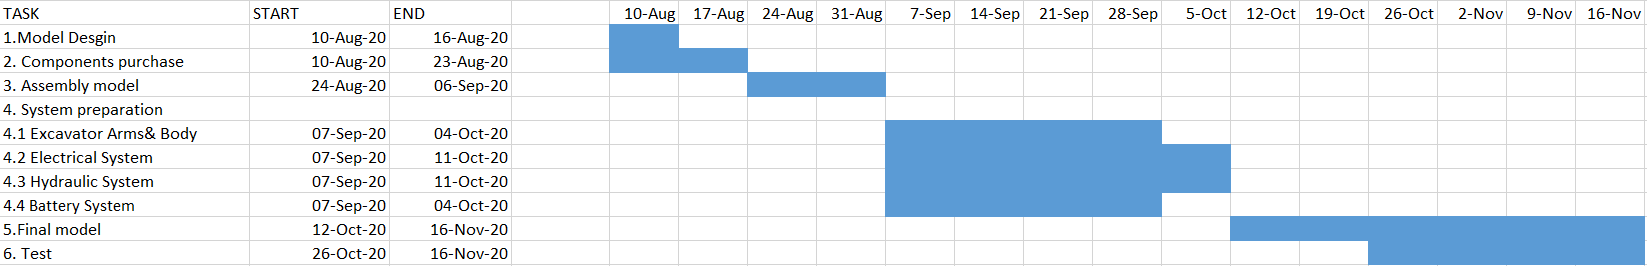 TASK START END 10-Aug 17-Aug 24-Aug 31-Aug 7-Sep 14-Sep 21-Sep 28-Sep 5-Oct 12-Oct 19-Oct 26-Oct 2-Nov 9-Nov 16-Nov
1.Model Desgin 10-Aug-20 16-Aug-20
2. Components purchase 10-Aug-20 23-Aug-20
3. Assembly model 24-Aug-20 06-Sep-20
4. System preparation
4.1 Excavator Arms& Body 07-Sep-20 04-Oct-20
4.2 Electrical System 07-Sep-20 11-Oct-20
4.3 Hydraulic System 07-Sep-20 11-Oct-20
4.4 Battery System 07-Sep-20 04-Oct-20
5.Final model 12-Oct-20 16-Nov-20
6. Test 26-Oct-20 16-Nov-20